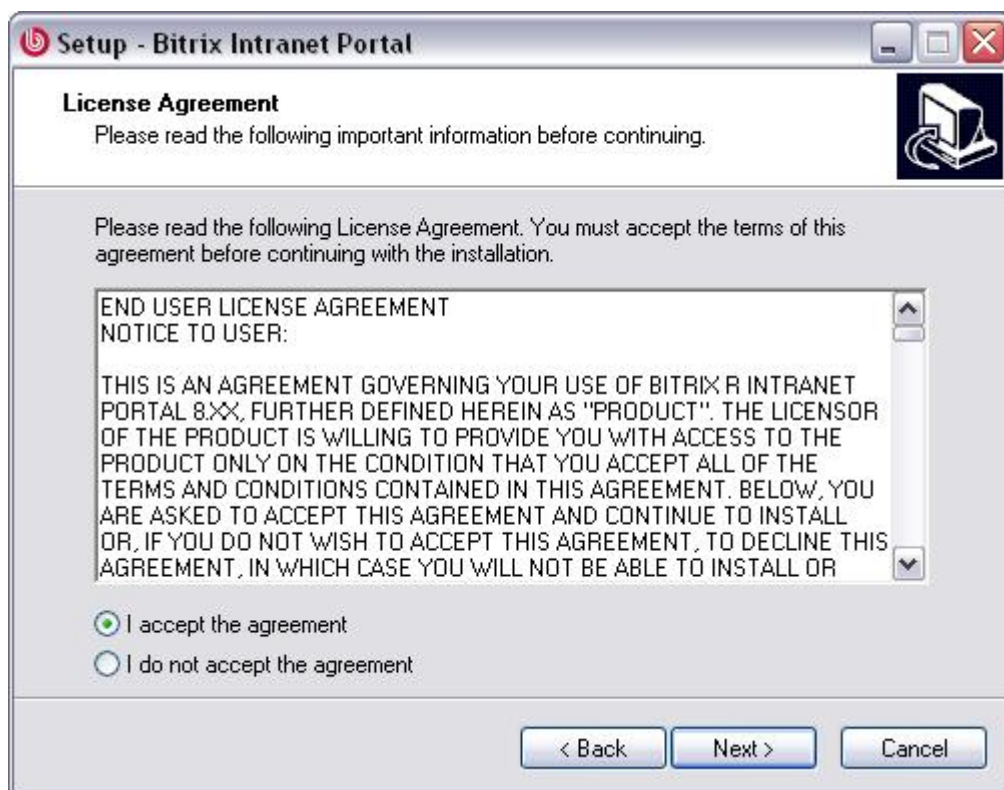 Setup - Bitrix Intranet Portal
License Agreement
Please read the following important information before continuing.
Please read the following License Agreement. You must accept the terms of this
agreement before continuing with the installation.
END USER LICENSE AGREEMENT
NOTICE TO USER:
THIS IS AN AGREEMENT GOVERNING YOUR USE OF BITRIX R INTRANET
PORTAL 8.XX, FURTHER DEFINED HEREIN AS "PRODUCT". THE LICENSOR
OF THE PRODUCT IS WILLING TO PROVIDE YOU WITH ACCESS TO THE
PRODUCT ONLY ON THE CONDITION THAT YOU ACCEPT ALL OF THE
TERMS AND CONDITIONS CONTAINED IN THIS AGREEMENT. BELOW, YOU
ARE ASKED TO ACCEPT THIS AGREEMENT AND CONTINUE TO INSTALL
OR, IF YOU DO NOT WISH TO ACCEPT THIS AGREEMENT, TO DECLINE THIS
AGREEMENT, IN WHICH CASE YOU WILL NOT BE ABLE TO INSTALL OR
I accept the agreement
I do not accept the agreement
< Back Next > Cancel